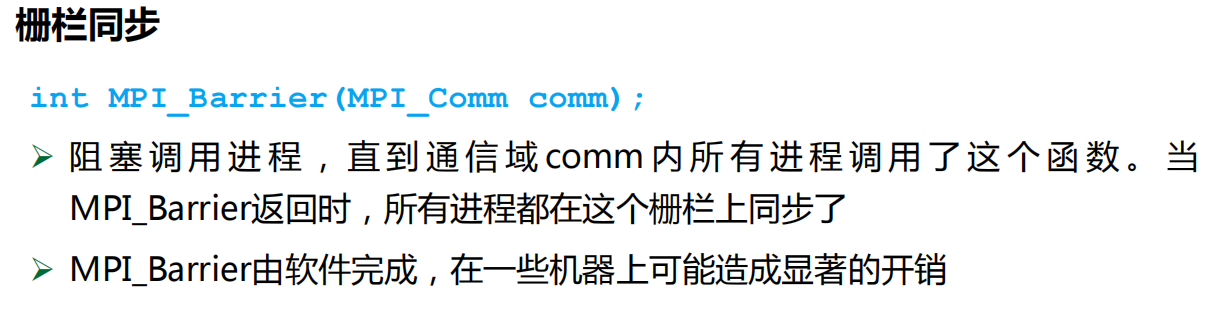 栅栏同步
int MPI_Barrier(MPI_Comm comm);
➢ 阻塞调用进程，直到通信域comm内所有进程调用了这个函数。当
MPI_Barrier返回时，所有进程都在这个栅栏上同步了
➢ MPI_Barrier由软件完成，在一些机器上可能造成显著的开销